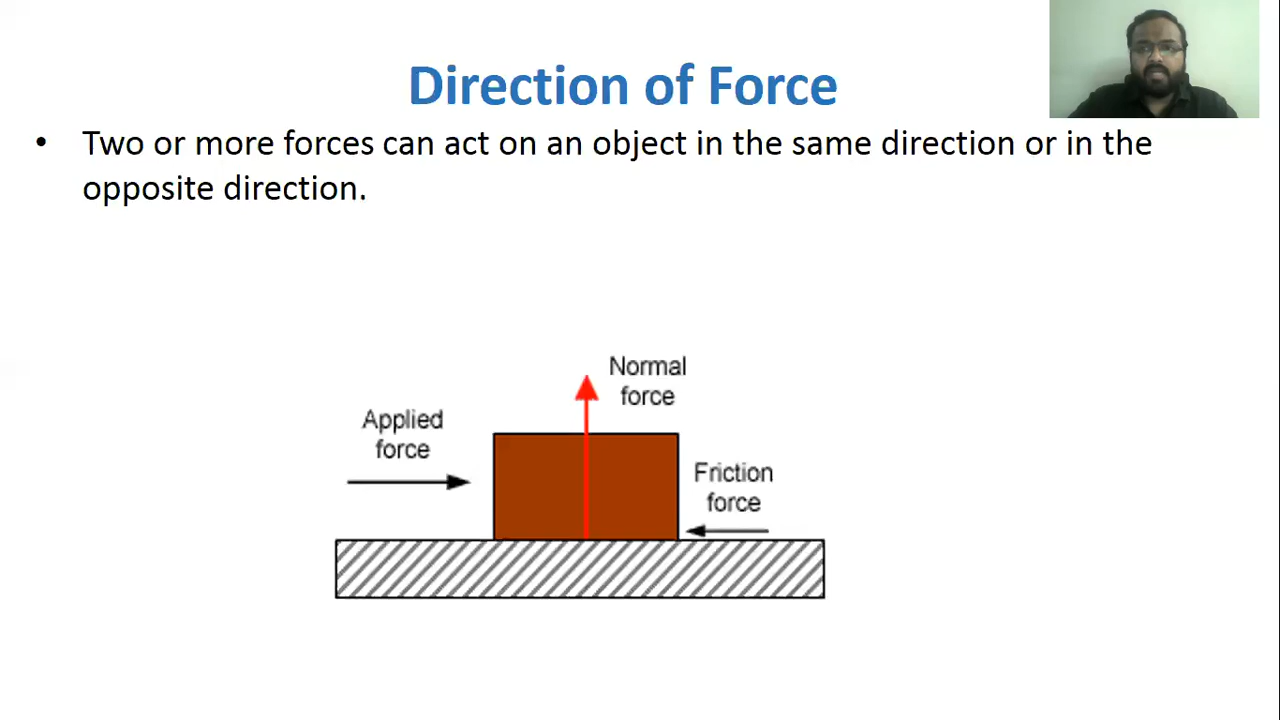 Direction of Force
• Two or more forces can act on an object in the same direction or in the
opposite direction.
Normal
force
Applied
force
Friction
force